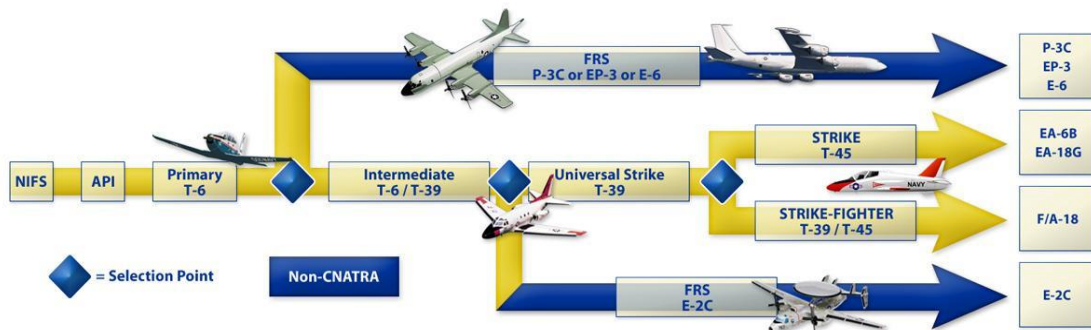 FRS
P-3C or EP-3 or E-6
P-3C
EP-3
E-6
STRIKE
T-45
EA-6B
EA-18G
NIFS
API
Primary
T-6
Intermediate
T-6 / T-39
Universal Strike
T-39
NAVY
STRIKE-FIGHTER
T-39 / T-45
F/A-18
= Selection Point
Non-CNATRA
FRS
E-2C
E-2C